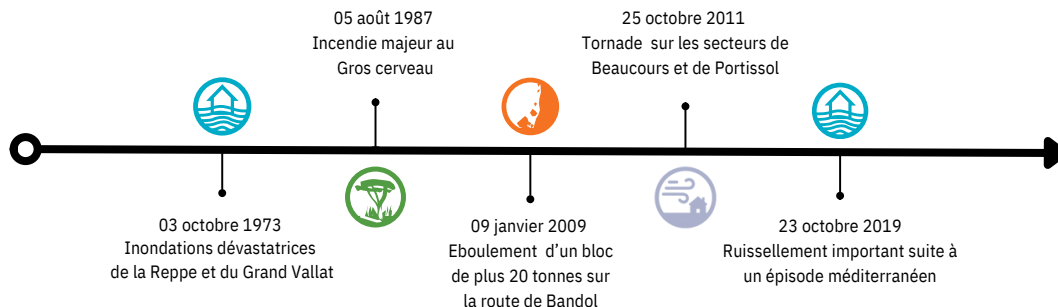 05 août 1987
Incendie majeur au
Gros cerveau
25 octobre 2011
Tornade sur les secteurs de
Beaucours et de Portissol
03 octobre 1973
Inondations dévastatrices
de la Reppe et du Grand Vallat
09 janvier 2009
Eboulement d'un bloc
de plus 20 tonnes sur
la route de Bandol
23 octobre 2019
Ruissellement important suite à
un épisode méditerranéen